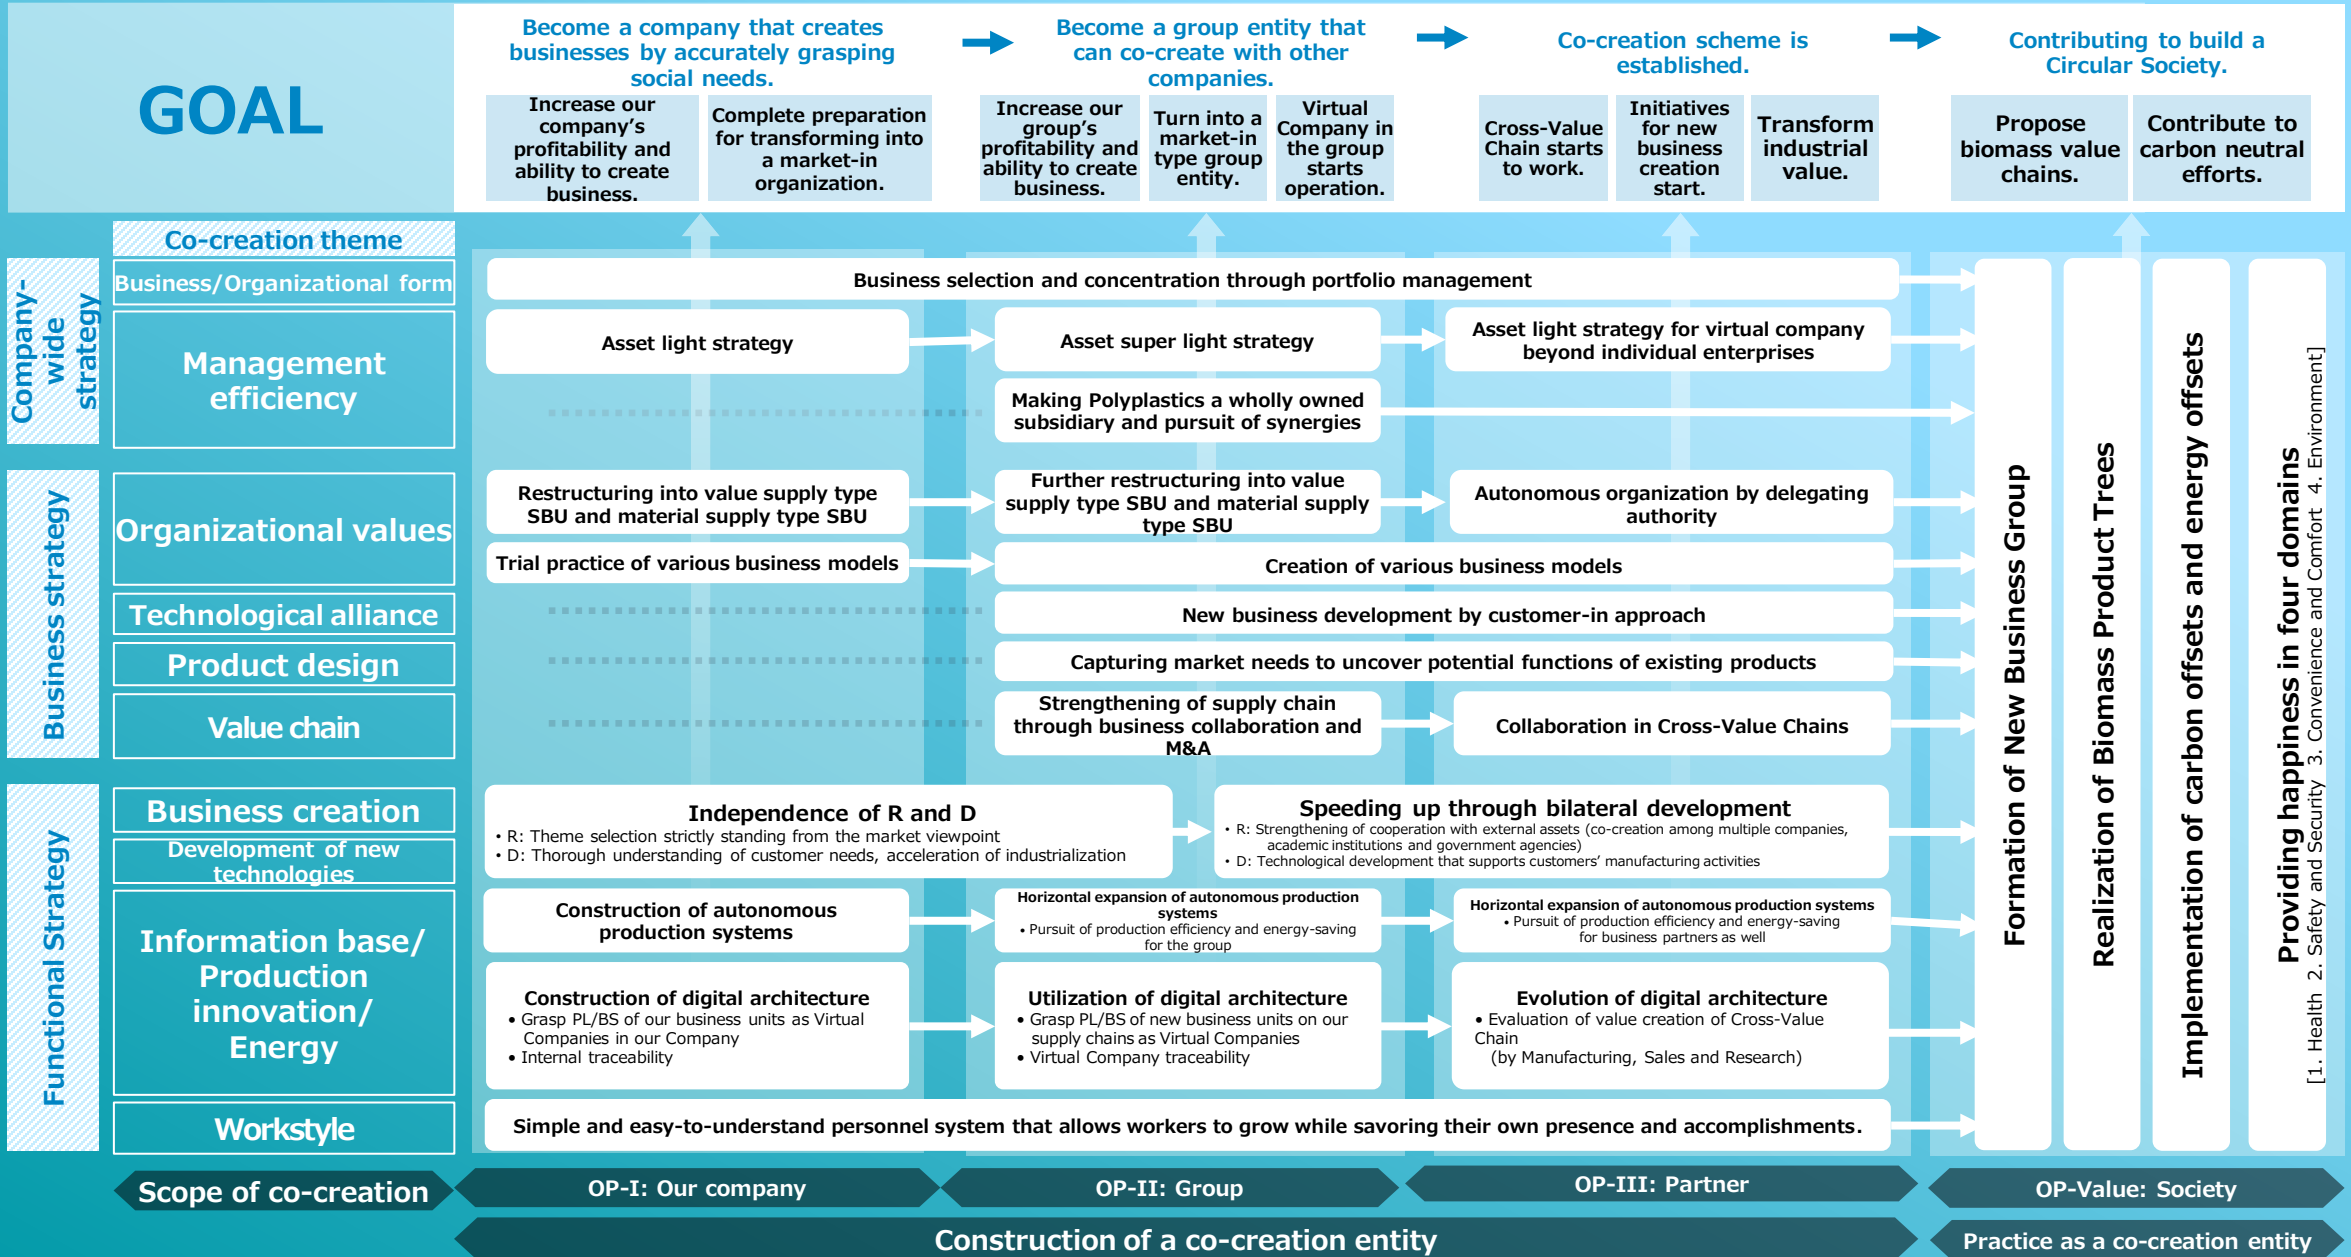 GOAL
Become a company that creates
businesses by accurately grasping
social needs.
Become a group entity that
can co-create with other
companies.
Co-creation scheme is
established.
Contributing to build a
Circular Society.
Increase our
company’s
profitability and
ability to create
business.
Complete preparation
for transforming into
a market-in
organization.
Increase our
group’s
profitability and
ability to create
business.
Turn into a
market-in
type group
entity.
Virtual
Company in
the group
starts
operation.
Cross-Value
Chain starts
to work.
Initiatives
for new
business
creation
start.
Transform
industrial
value.
Propose
biomass value
chains.
Contribute to
carbon neutral
efforts.
Co-creation theme
Company-
wide
strategy
Business/Organizational form
Business selection and concentration through portfolio management
Management
efficiency
Asset light strategy
Asset super light strategy
Asset light strategy for virtual company
beyond individual enterprises
Making Polyplastics a wholly owned
subsidiary and pursuit of synergies
Business strategy
Organizational values
Restructuring into value supply type
SBU and material supply type SBU
Further restructuring into value
supply type SBU and material supply
type SBU
Autonomous organization by delegating
authority
Trial practice of various business models
Creation of various business models
Technological alliance
New business development by customer-in approach
Product design
Capturing market needs to uncover potential functions of existing products
Value chain
Strengthening of supply chain
through business collaboration and
M&A
Collaboration in Cross-Value Chains
Functional Strategy
Business creation
Development of new
technologies
Independence of R and D
• R: Theme selection strictly standing from the market viewpoint
• D: Thorough understanding of customer needs, acceleration of industrialization
Speeding up through bilateral development
• R: Strengthening of cooperation with external assets (co-creation among multiple companies,
academic institutions and government agencies)
• D: Technological development that supports customers’ manufacturing activities
Information base/
Production
innovation/
Energy
Construction of autonomous
production systems
Horizontal expansion of autonomous production
systems
• Pursuit of production efficiency and energy-saving
for the group
Horizontal expansion of autonomous production systems
• Pursuit of production efficiency and energy-saving
for business partners as well
Construction of digital architecture
• Grasp PL/BS of our business units as Virtual
Companies in our Company
• Internal traceability
Utilization of digital architecture
• Grasp PL/BS of new business units on our
supply chains as Virtual Companies
• Virtual Company traceability
Evolution of digital architecture
• Evaluation of value creation of Cross-Value
Chain
(by Manufacturing, Sales and Research)
Workstyle
Simple and easy-to-understand personnel system that allows workers to grow while savoring their own presence and accomplishments.
Formation of New Business Group
Realization of Biomass Product Trees
Implementation of carbon offsets and energy offsets
Providing happiness in four domains
[1. Health 2. Safety and Security 3. Convenience and Comfort 4. Environment]
Scope of co-creation
OP-I: Our company
OP-II: Group
OP-III: Partner
OP-Value: Society
Construction of a co-creation entity
Practice as a co-creation entity